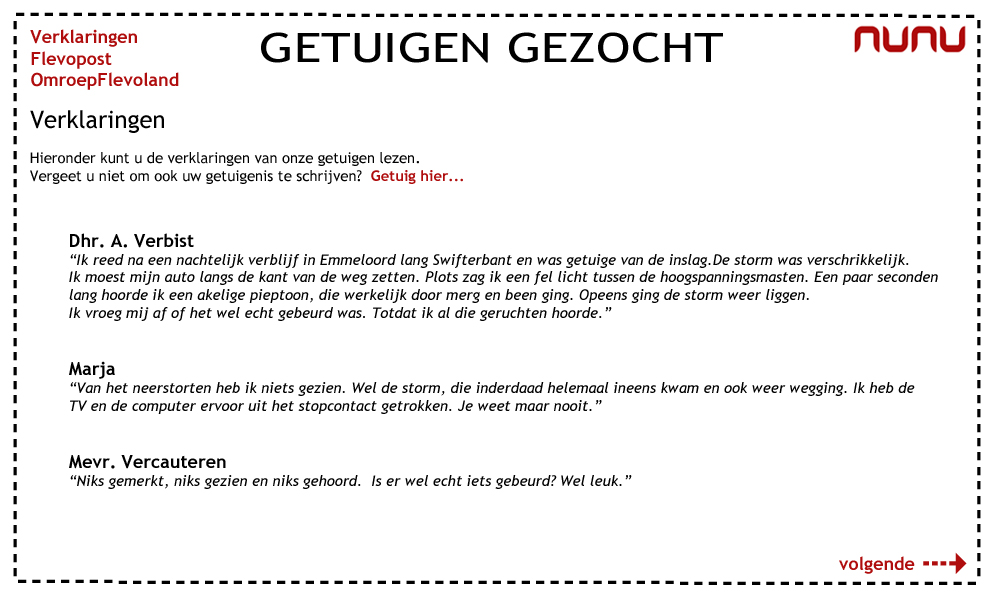 Verklaringen
Flevopost
OmroepFlevoland
GETUIGEN GEZOCHT
nunu
Verklaringen
Hieronder kunt u de verklaringen van onze getuigen lezen.
Vergeet u niet om ook uw getuigenis te schrijven? Getuig hier...
Dhr. A. Verbist
“Ik reed na een nachtelijk verblijf in Emmeloord lang Swifterbant en was getuige van de inslag.De storm was verschrikkelijk.
Ik moest mijn auto langs de kant van de weg zetten. Plots zag ik een fel licht tussen de hoogspanningsmasten. Een paar seconden
lang hoorde ik een akelige pieptoon, die werkelijk door merg en been ging. Opeens ging de storm weer liggen.
Ik vroeg mij af of het wel echt gebeurd was. Totdat ik al die geruchten hoorde.”
Marja
“Van het neerstorten heb ik niets gezien. Wel de storm, die inderdaad helemaal ineens kwam en ook weer wegging. Ik heb de
TV en de computer ervoor uit het stopcontact getrokken. Je weet maar nooit.”
Mevr. Vercauteren
“Niks gemerkt, niks gezien en niks gehoord. Is er wel echt iets gebeurd? Wel leuk.”
volgende